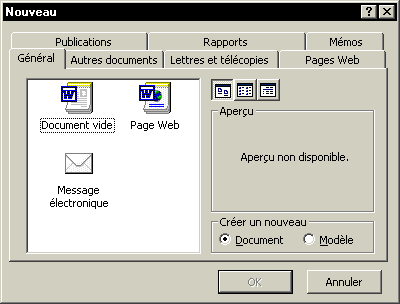 Nouveau
Publications Rapports Mémos
Général Autres documents Lettres et télécopies Pages Web
Document vide Page Web
Message
électronique
Aperçu
Aperçu non disponible.
Créer un nouveau
Document Modèle
OK Annuler